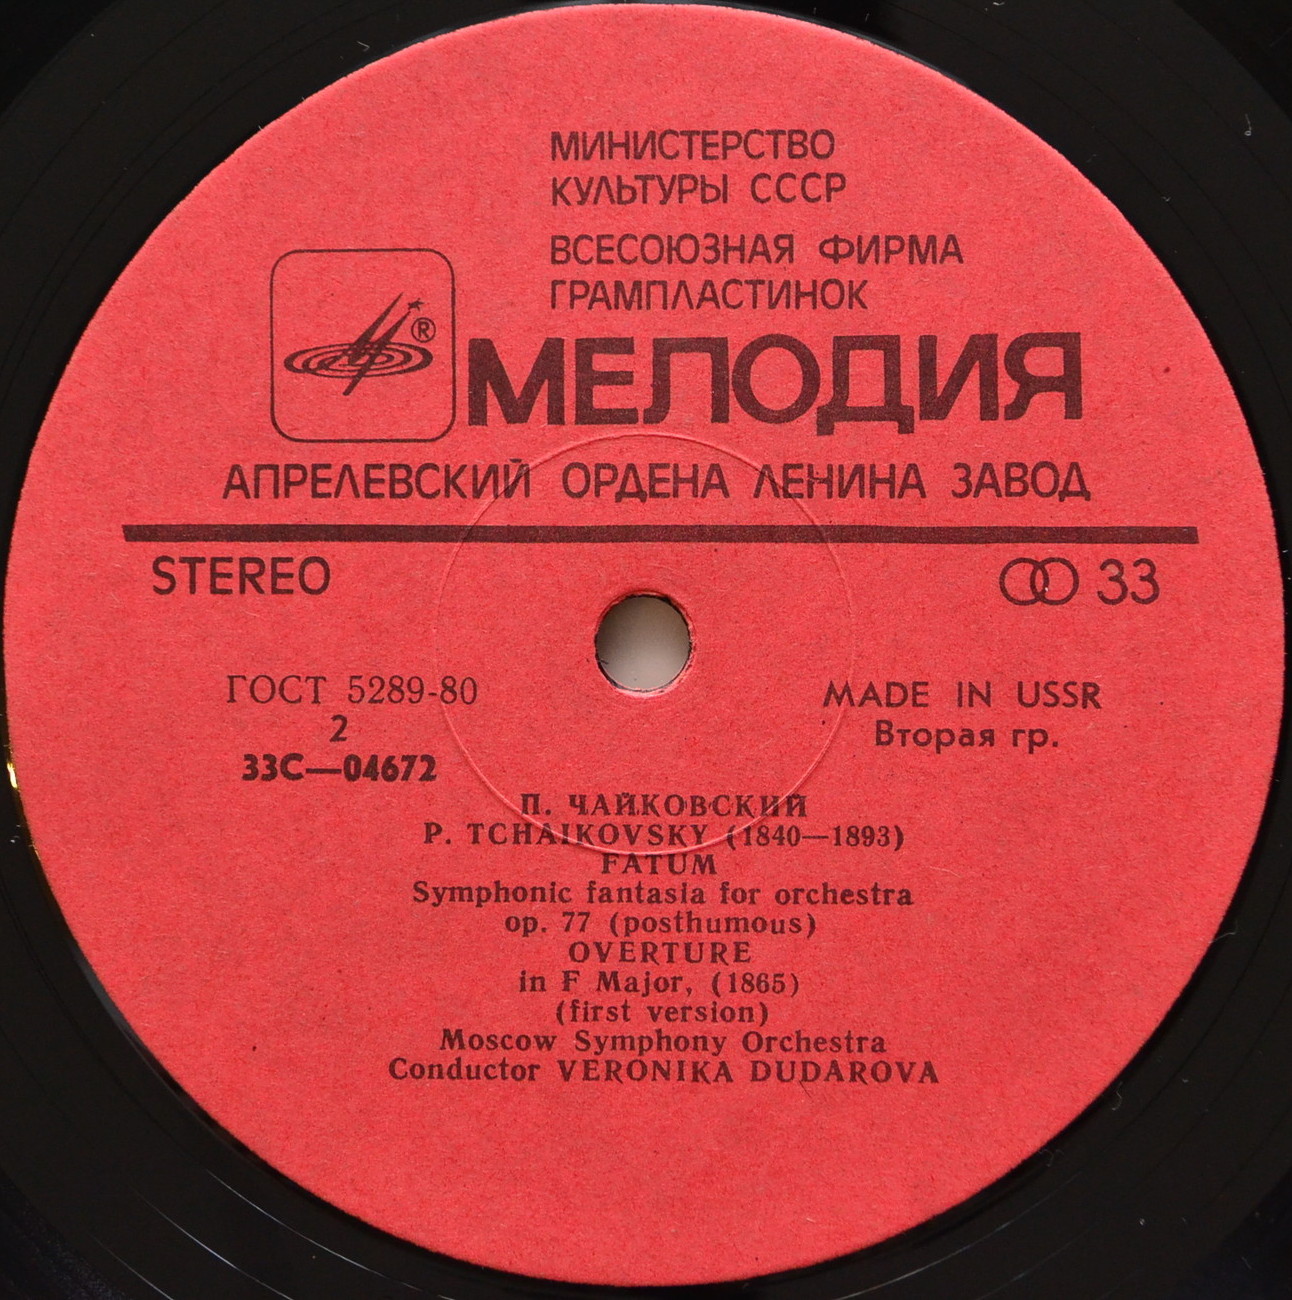 МИНИСТЕРСТВО
КУЛЬТУРЫ СССР
ВСЕСОЮЗНАЯ ФИРМА
ГРАМПЛАСТИНОК
®
МЕЛОДИЯ
АПРЕЛЕВСКИЙ ОРДЕНА ЛЕНИНА ЗАВОД
STEREO 33
ГОСТ 5289-80 MADE IN USSR
2 Вторая гр.
33С—04672
П. ЧАЙКОВСКИЙ
P. TCHAIKOVSKY (1840—1893)
FATUM
Symphonic fantasia for orchestra
op. 77 (posthumous)
OVERTURE
in F Major, (1865)
(first version)
Moscow Symphony Orchestra
Conductor VERONIKA DUDAROVA